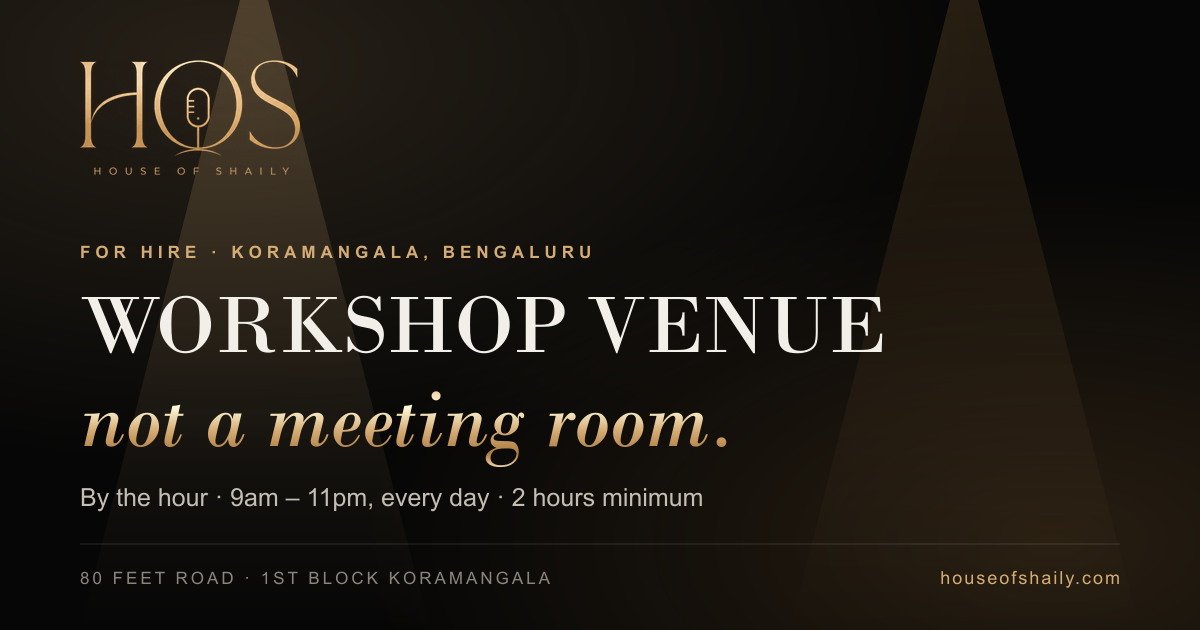 HOS
HOUSE OF SHAILY
FOR HIRE · KORAMANGALA, BENGALURU
WORKSHOP VENUE
not a meeting room.
By the hour · 9am – 11pm, every day · 2 hours minimum
80 FEET ROAD · 1ST BLOCK KORAMANGALA
houseofshaily.com